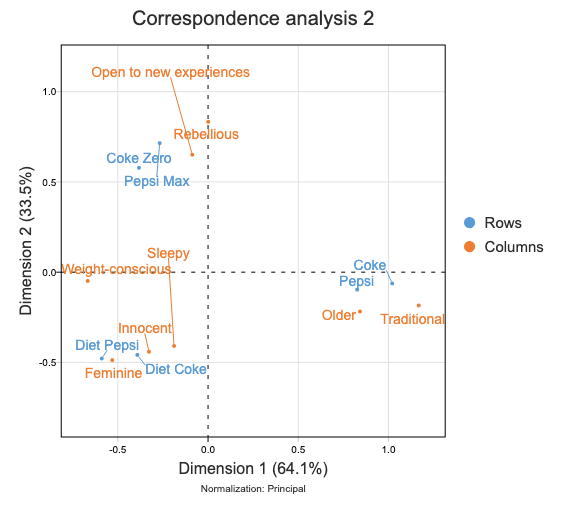 Correspondence analysis 2
Open to new experiences
1.0
Rebellious
Coke Zero
Pepsi Max
0.5
Rows
Columns
Sleepy
Coke
Weight-conscious
0.0
Pepsi
Older
Traditional
Innocent
Diet Pepsi
-0.5
Diet Coke
Feminine
Dimension 2 (33.5%)
-0.5 0.0 0.5 1.0
Dimension 1 (64.1%)
Normalization: Principal